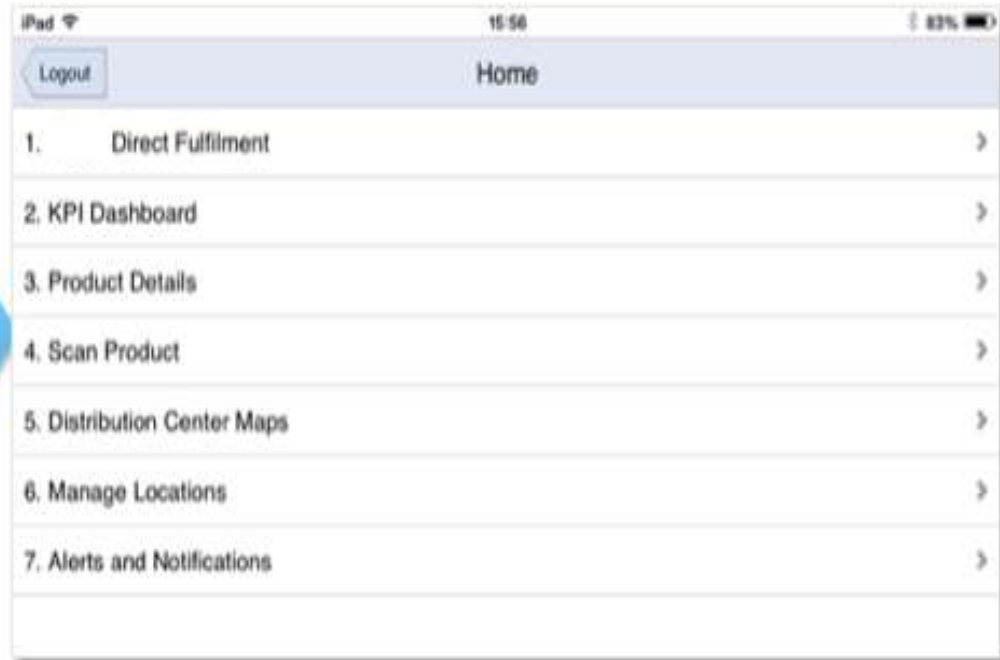 iPad 15:56 83%
Logout Home
1. Direct Fulfilment
2. KPI Dashboard
3. Product Details
4. Scan Product
5. Distribution Center Maps
6. Manage Locations
7. Alerts and Notifications